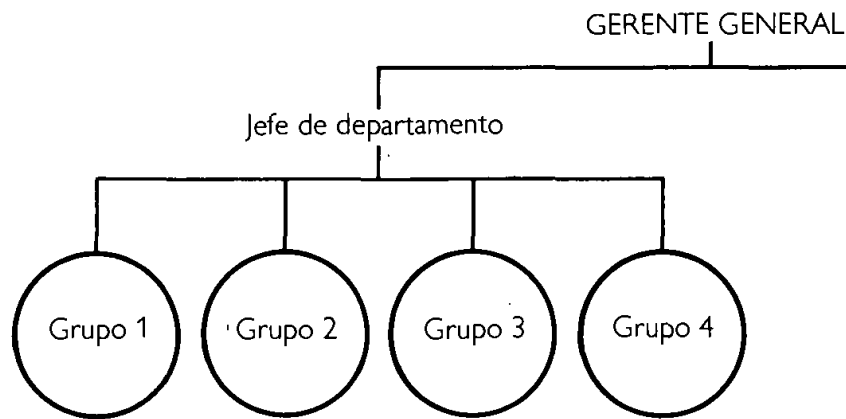 GERENTE GENERAL
Jefe de departamento
Grupo 1
Grupo 2
Grupo 3
Grupo 4